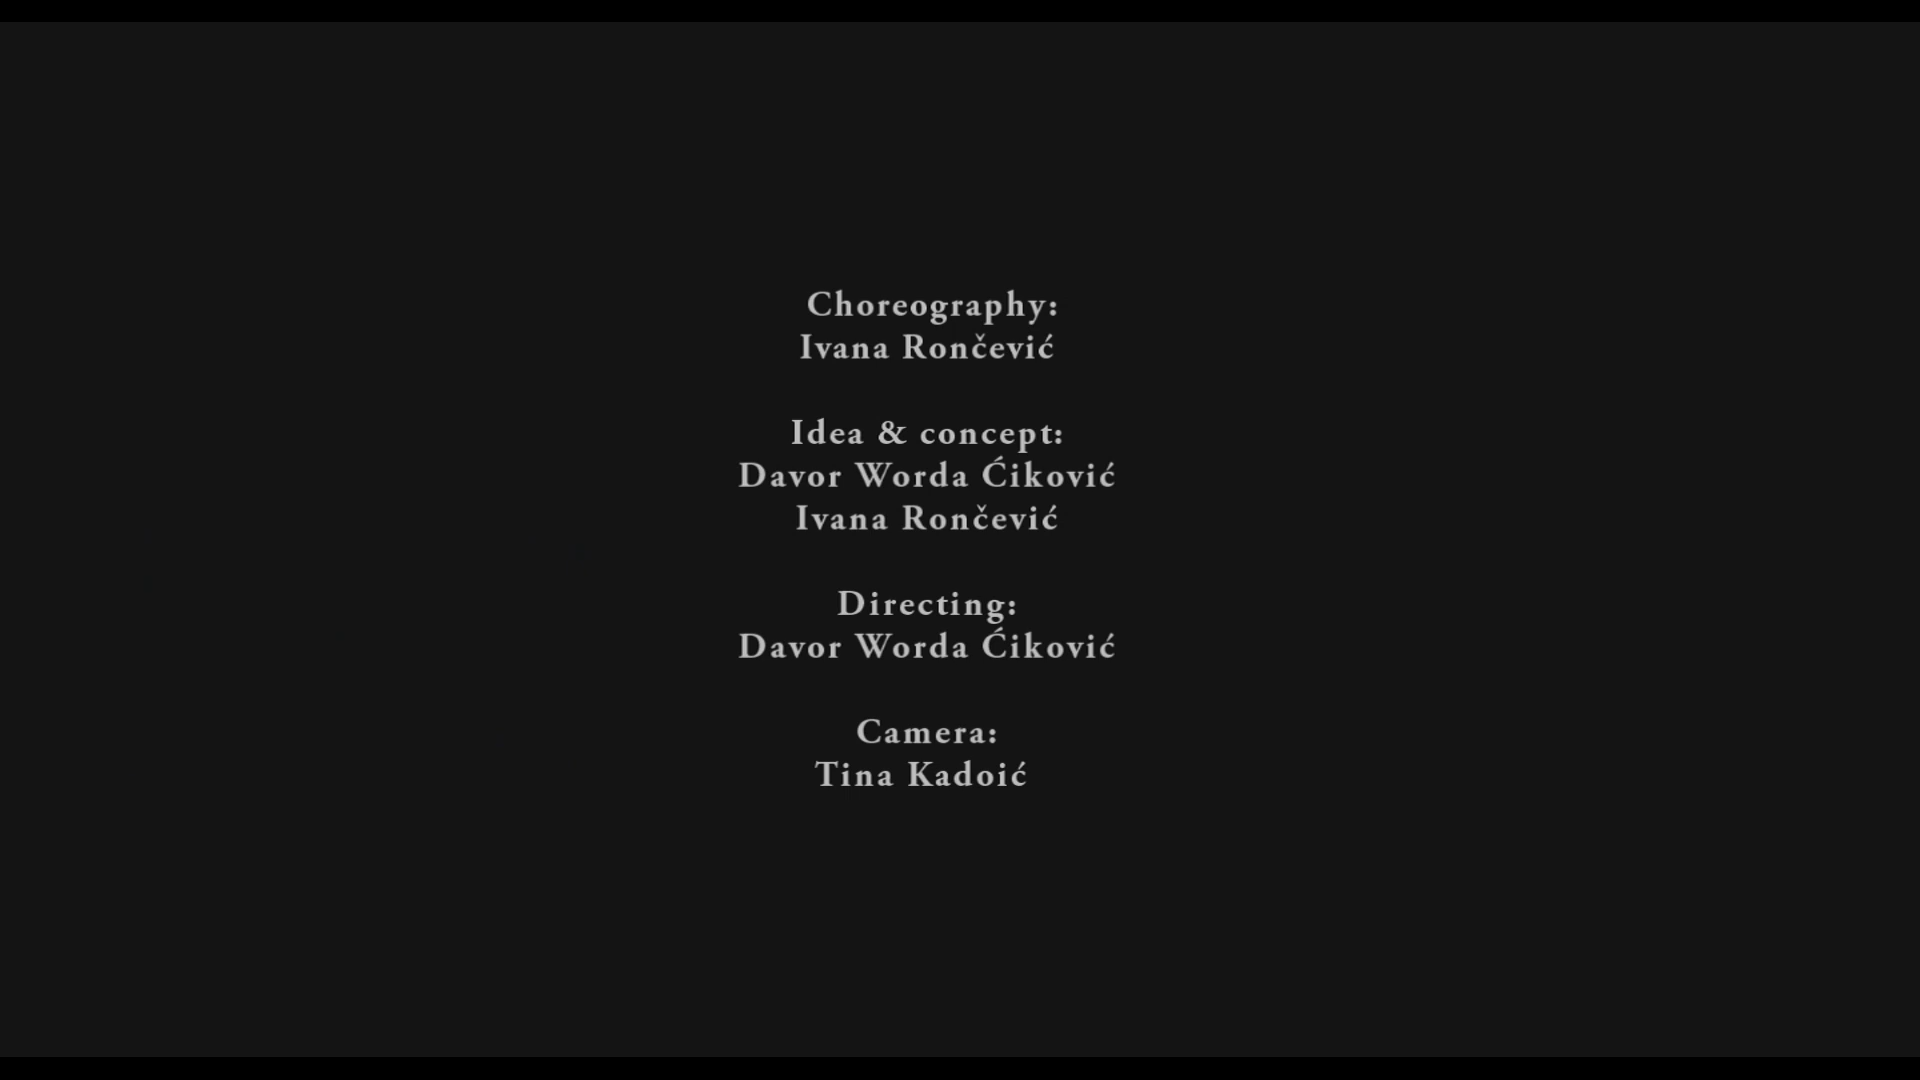 Choreography:
Ivana Rončević
Idea & concept:
Davor Worda Ćiković
Ivana Rončević
Directing:
Davor Worda Ćiković
Camera:
Tina Kadoić